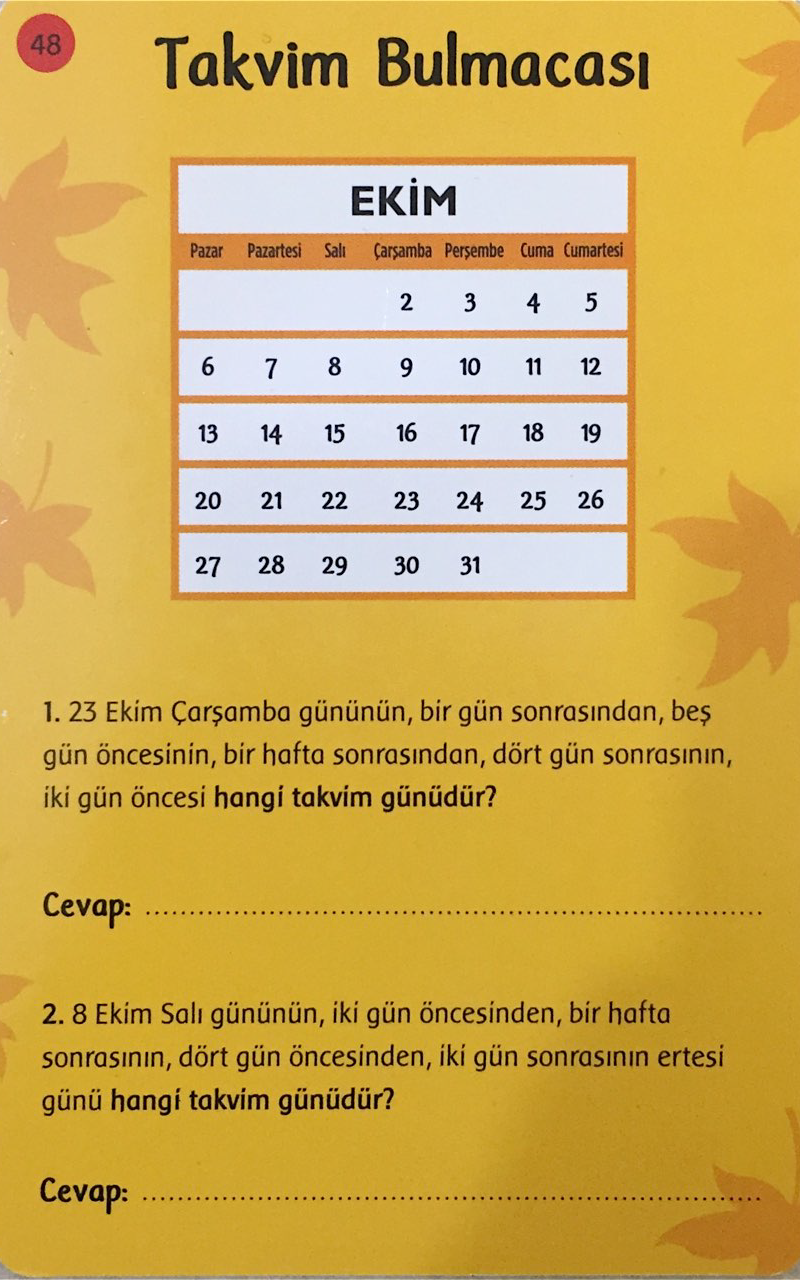 48
Takvim Bulmacası
EKİM
Pazar Pazartesi Salı Çarşamba Perşembe Cuma Cumartesi
2 3 4 5
6 7 8 9 10 11 12
13 14 15 16 17 18 19
20 21 22 23 24 25 26
27 28 29 30 31
1. 23 Ekim Çarşamba gününün, bir gün sonrasından, beş
gün öncesinin, bir hafta sonrasından, dört gün sonrasının,
iki gün öncesi hangi takvim günüdür?
Cevap: ..............................................................................
2. 8 Ekim Salı gününün, iki gün öncesinden, bir hafta
sonrasının, dört gün öncesinden, iki gün sonrasının ertesi
günü hangi takvim günüdür?
Cevap: ..............................................................................